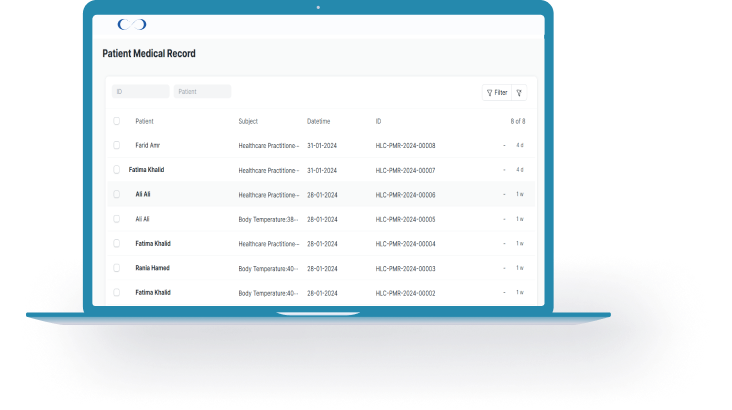 Patient Medical Record
ID Patient Filter
Patient Subject Datetime ID 8 of 8
Farid Amr Healthcare Practitione··· 31-01-2024 HLC-PMR-2024-00008 - 4 d
Fatima Khalid Healthcare Practitione··· 31-01-2024 HLC-PMR-2024-00007 - 4 d
Ali Ali Healthcare Practitione··· 28-01-2024 HLC-PMR-2024-00006 - 1 w
Ali Ali Body Temperature:38··· 28-01-2024 HLC-PMR-2024-00005 - 1 w
Fatima Khalid Healthcare Practitione··· 28-01-2024 HLC-PMR-2024-00004 - 1 w
Rania Hamed Body Temperature:40··· 28-01-2024 HLC-PMR-2024-00003 - 1 w
Fatima Khalid Body Temperature:40··· 28-01-2024 HLC-PMR-2024-00002 - 1 w